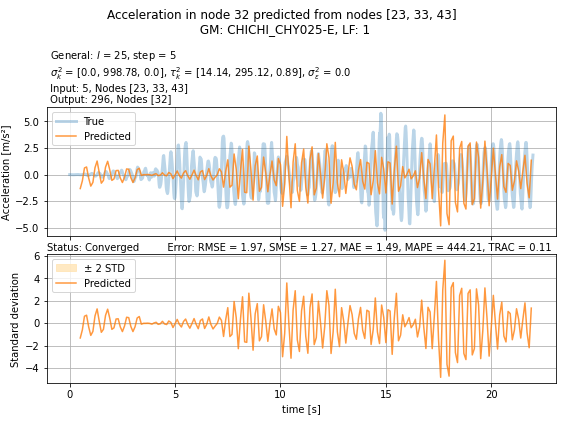 Acceleration in node 32 predicted from nodes [23, 33, 43]
GM: CHICHI_CHY025-E, LF: 1
General: l = 25, step = 5
σ²ₖ = [0.0, 998.78, 0.0], τ²ₖ = [14.14, 295.12, 0.89], σ²ε = 0.0
Input: 5, Nodes [23, 33, 43]
Output: 296, Nodes [32]
Acceleration [m/s²]
5.0
2.5
0.0
−2.5
−5.0
True
Predicted
Status: Converged Error: RMSE = 1.97, SMSE = 1.27, MAE = 1.49, MAPE = 444.21, TRAC = 0.11
Standard deviation
6
4
2
0
−2
−4
± 2 STD
Predicted
0 5 10 15 20
time [s]